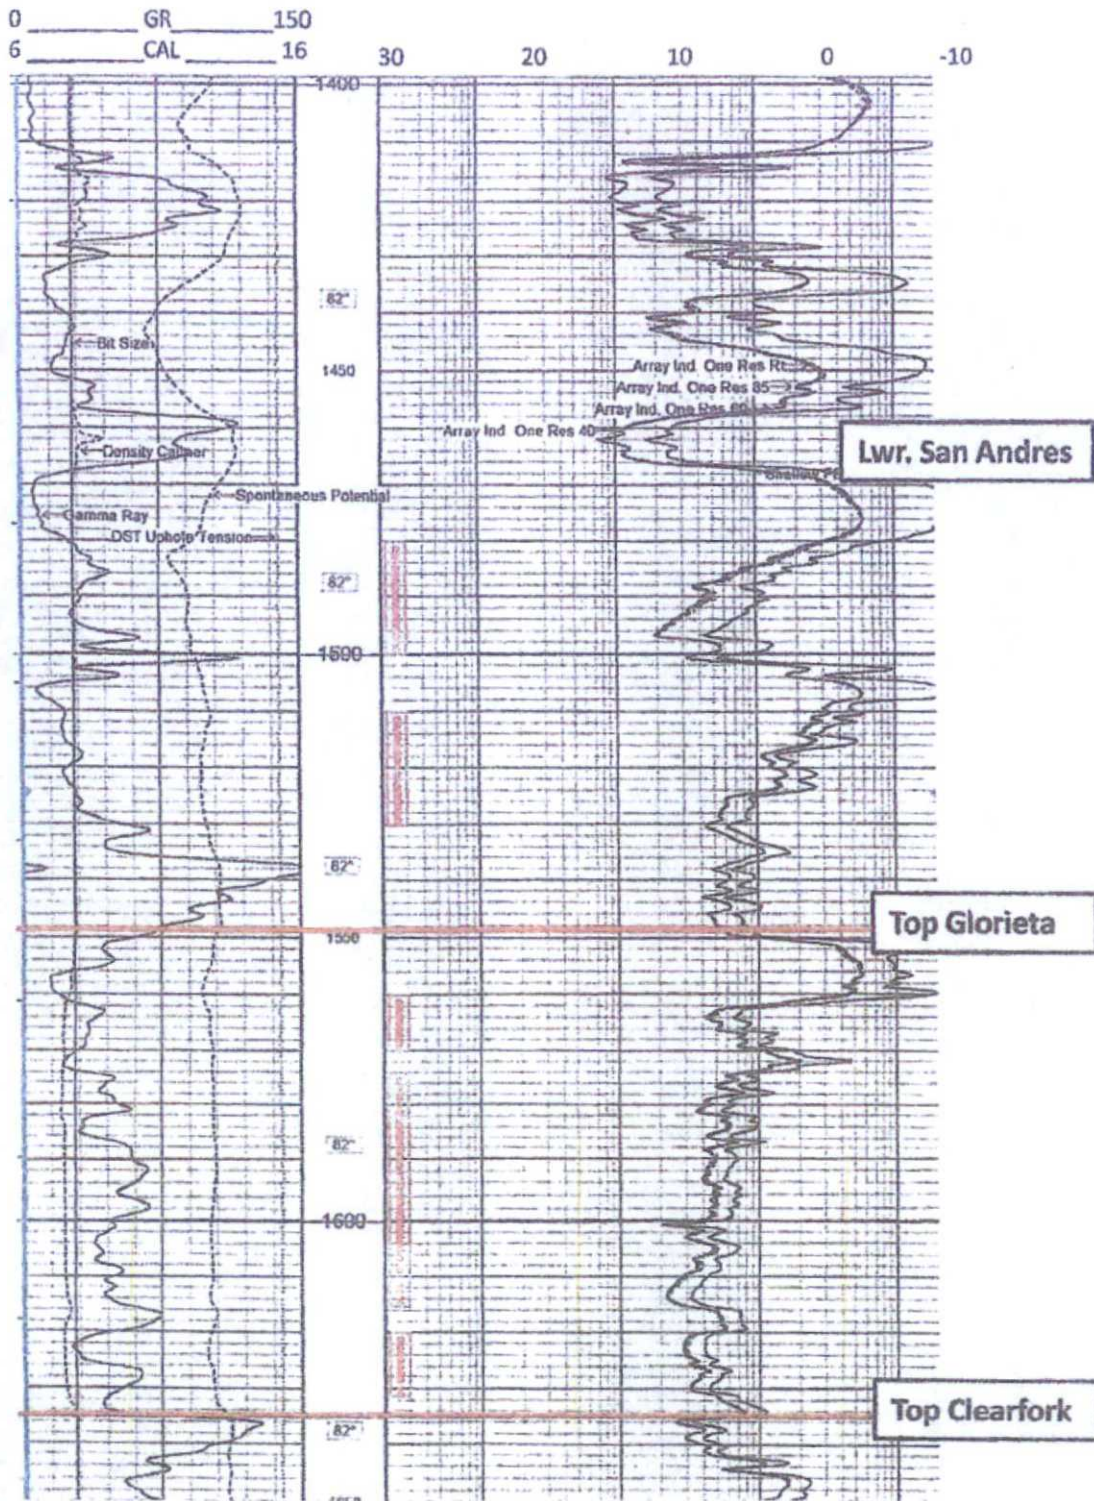 0 GR 150
6 CAL 16
30 20 10 0 -10
1400
82"
Bit Size
1450
Array Ind. One Res Rt
Array Ind. One Res 85
Array Ind. One Res 60
Array Ind. One Res 40
Density Caliper
Lwr. San Andres
Spontaneous Potential
Gamma Ray
DST Uphole Tension
82"
1500
82"
Top Glorieta
1550
82"
1600
Top Clearfork
82"